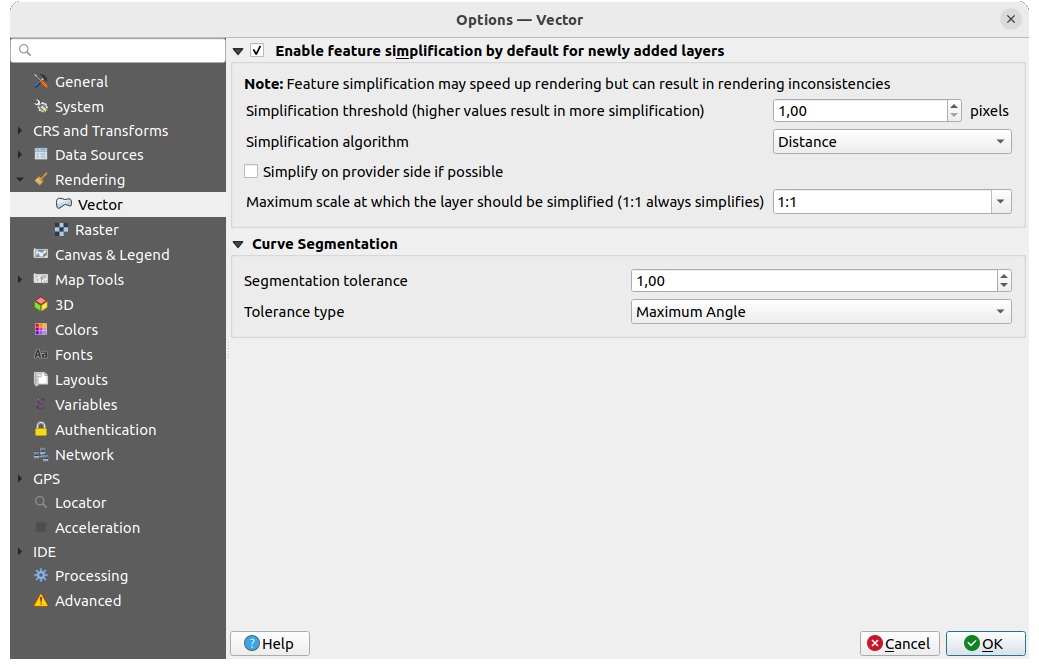 Options — Vector
Enable feature simplification by default for newly added layers
Note: Feature simplification may speed up rendering but can result in rendering inconsistencies
Simplification threshold (higher values result in more simplification) 1,00 pixels
Simplification algorithm Distance
Simplify on provider side if possible
Maximum scale at which the layer should be simplified (1:1 always simplifies) 1:1
Curve Segmentation
Segmentation tolerance 1,00
Tolerance type Maximum Angle
General
System
CRS and Transforms
Data Sources
Rendering
Vector
Raster
Canvas & Legend
Map Tools
3D
Colors
Aa Fonts
Layouts
ε Variables
Authentication
Network
GPS
Locator
Acceleration
IDE
Processing
Advanced
? Help Cancel OK